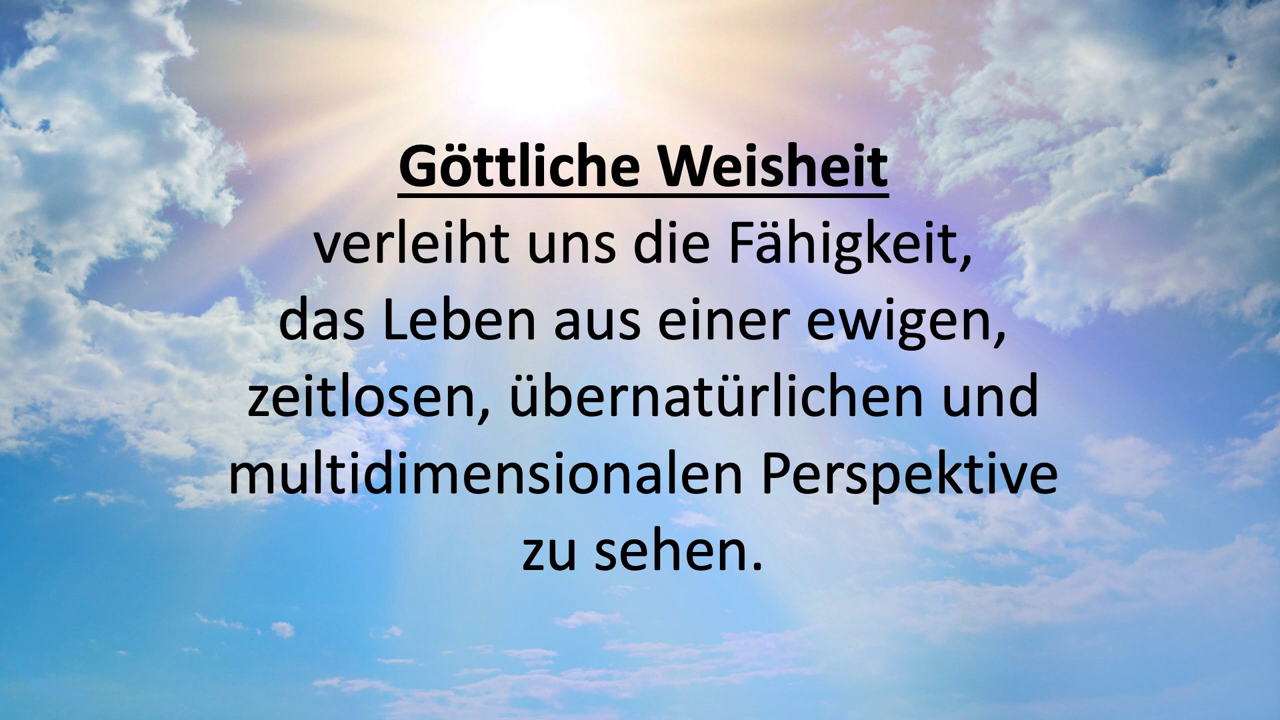 Göttliche Weisheit
verleiht uns die Fähigkeit,
das Leben aus einer ewigen,
zeitlosen, übernatürlichen und
multidimensionalen Perspektive
zu sehen.